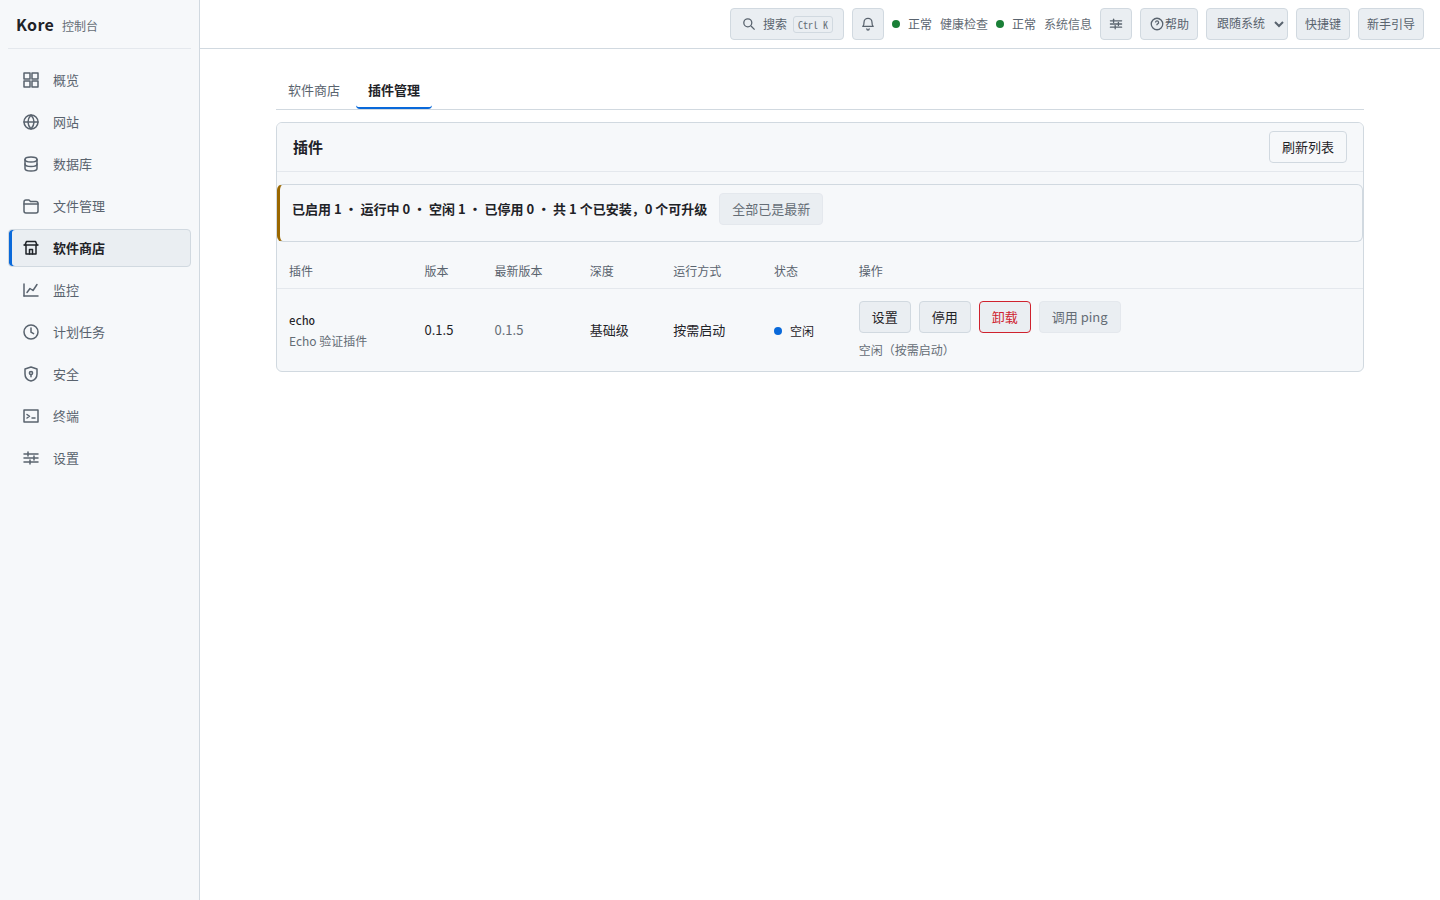 Kore 控制台
搜索 Ctrl K 正常 健康检查 正常 系统信息 帮助 跟随系统 快捷键 新手引导
概览
网站
数据库
文件管理
软件商店
监控
计划任务
安全
终端
设置
软件商店 插件管理
插件 刷新列表
已启用 1 · 运行中 0 · 空闲 1 · 已停用 0 · 共 1 个已安装，0 个可升级 全部已是最新
插件 版本 最新版本 深度 运行方式 状态 操作
echo
Echo 验证插件
0.1.5 0.1.5 基础级 按需启动 空闲
设置 停用 卸载 调用 ping
空闲（按需启动）